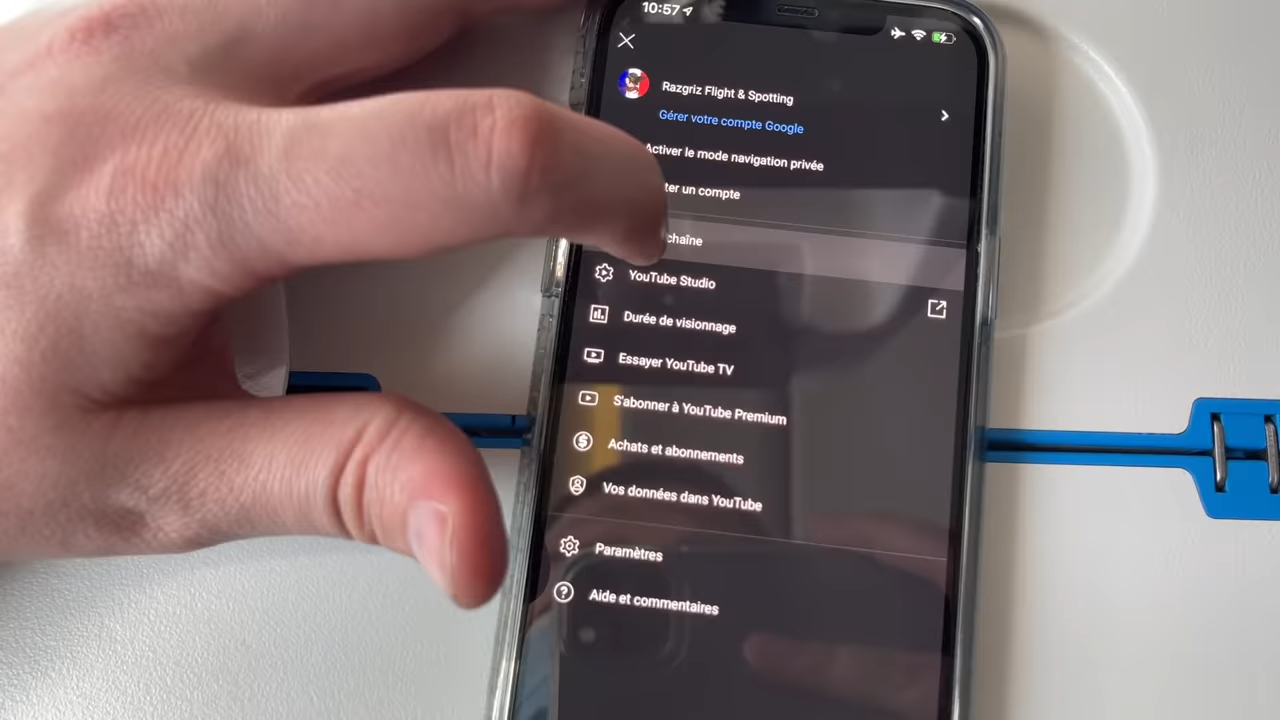 10:57
Razgriz Flight & Spotting
Gérer votre compte Google
Activer le mode navigation privée
ter un compte
chaîne
YouTube Studio
Durée de visionnage
Essayer YouTube TV
S'abonner à YouTube Premium
Achats et abonnements
Vos données dans YouTube
Paramètres
Aide et commentaires